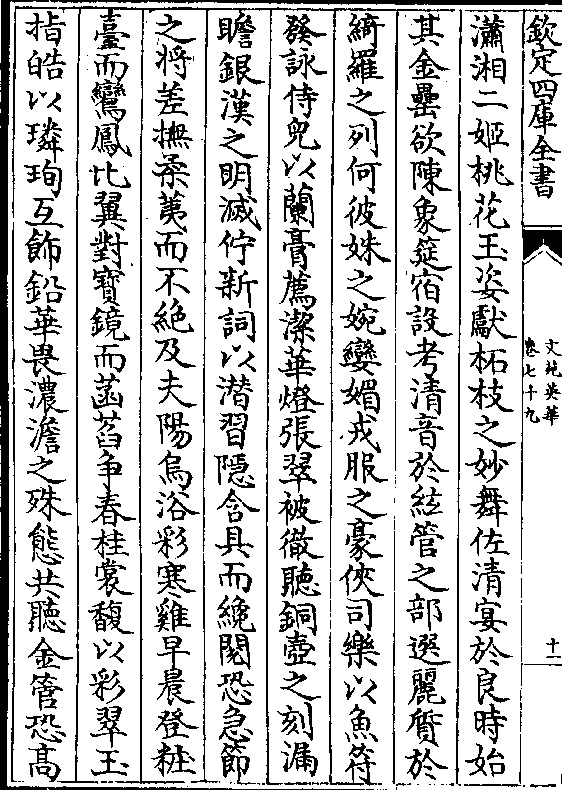 欽定四庫全書
文苑英華
卷七十九
十一
瀟湘二姬桃花玉姿獻柘枝之妙舞佐清宴於良時始
其金罍欲陳象筵宿設考清音於絃管之部選麗質於
綺羅之列何彼姝之婉孌媚戎服之豪俠司樂以魚符
發詠侍兒以蘭膏薦潔華燈張翠被徹聽銅壺之刻漏
瞻銀漢之明滅佇新詞以潛習隱含具而纔閱恐急節
之将差撫柔荑而不絶及夫陽烏浴彩寒雞早晨登粧
臺而鸞鳳比翼對寶鏡而菡萏争春桂裳馥以彩翠玉
指皓以璘珣互飾鉛華畏濃澹之殊態共聽金管恐高